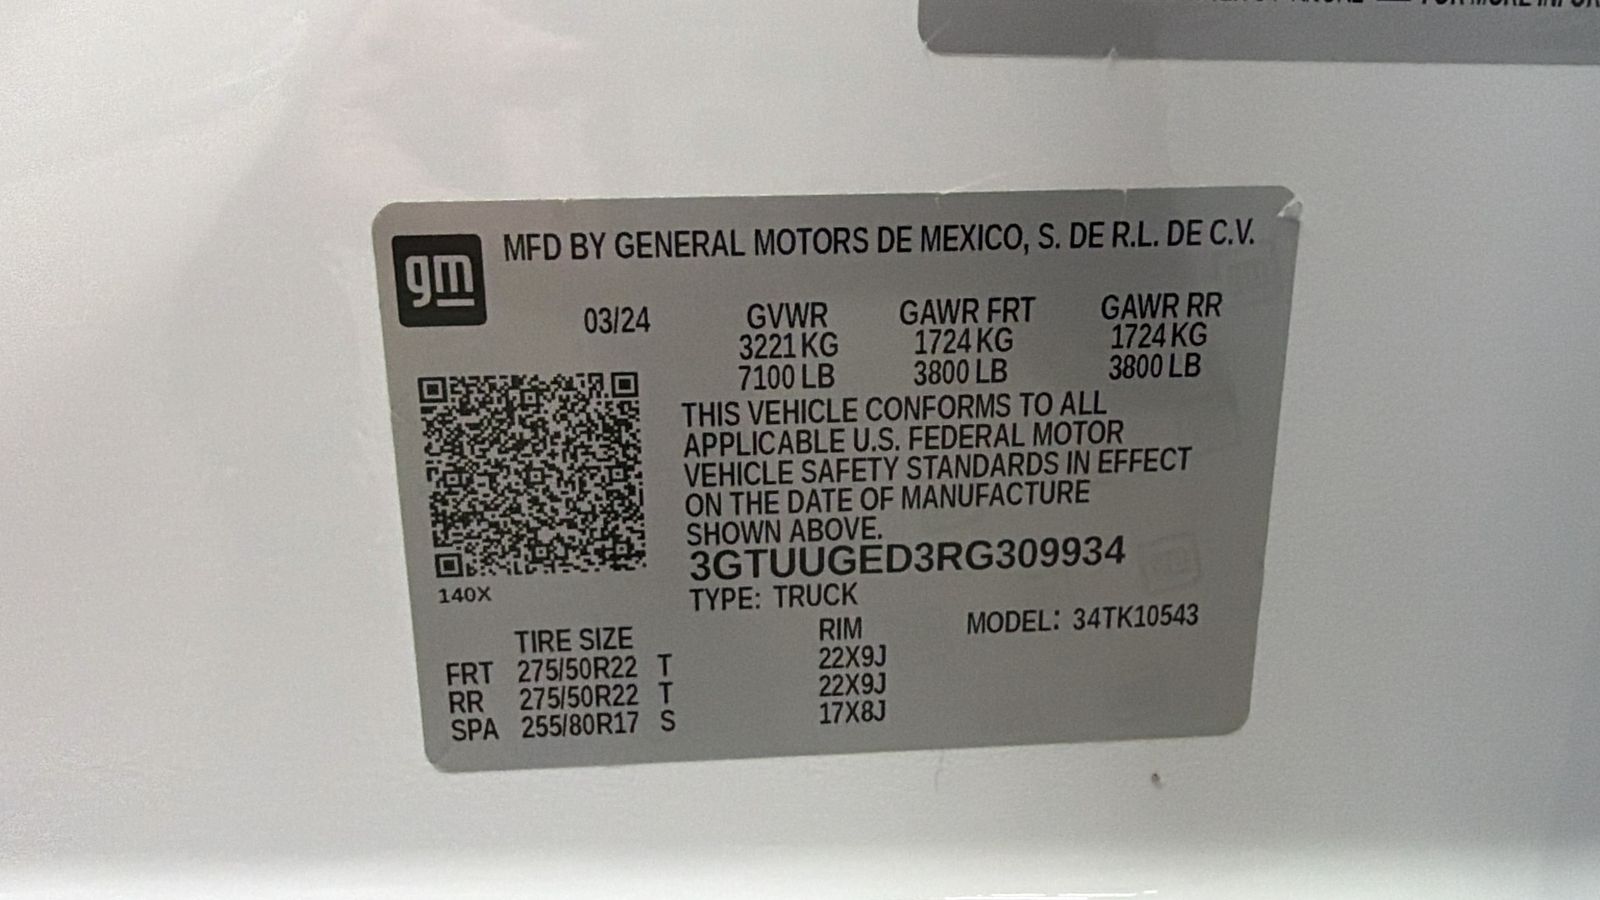 FOR MORE INFOR
gm
MFD BY GENERAL MOTORS DE MEXICO, S. DE R.L. DE C.V.
03/24
GVWR GAWR FRT GAWR RR
3221 KG 1724 KG 1724 KG
7100 LB 3800 LB 3800 LB
THIS VEHICLE CONFORMS TO ALL
APPLICABLE U.S. FEDERAL MOTOR
VEHICLE SAFETY STANDARDS IN EFFECT
ON THE DATE OF MANUFACTURE
SHOWN ABOVE.
3GTUUGED3RG309934
140X
TYPE: TRUCK
MODEL: 34TK10543
TIRE SIZE RIM
FRT 275/50R22 T 22X9J
RR 275/50R22 T 22X9J
SPA 255/80R17 S 17X8J